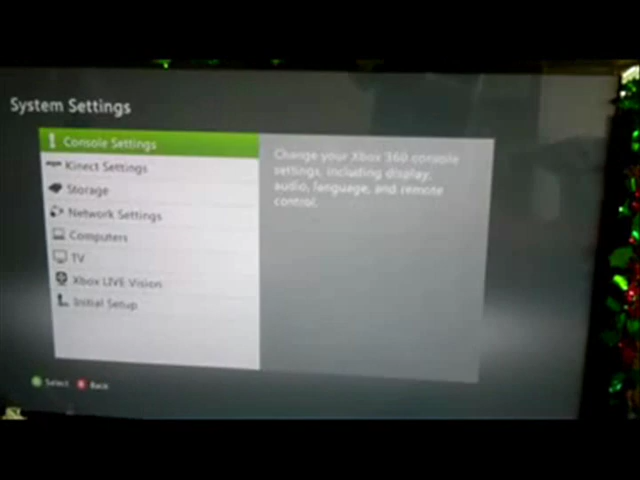 System Settings
Console Settings
Kinect Settings
Storage
Network Settings
Computers
TV
Xbox LIVE Vision
Initial Setup
Change your Xbox 360 console
settings, including display,
audio, language, and remote
control.
Select Back